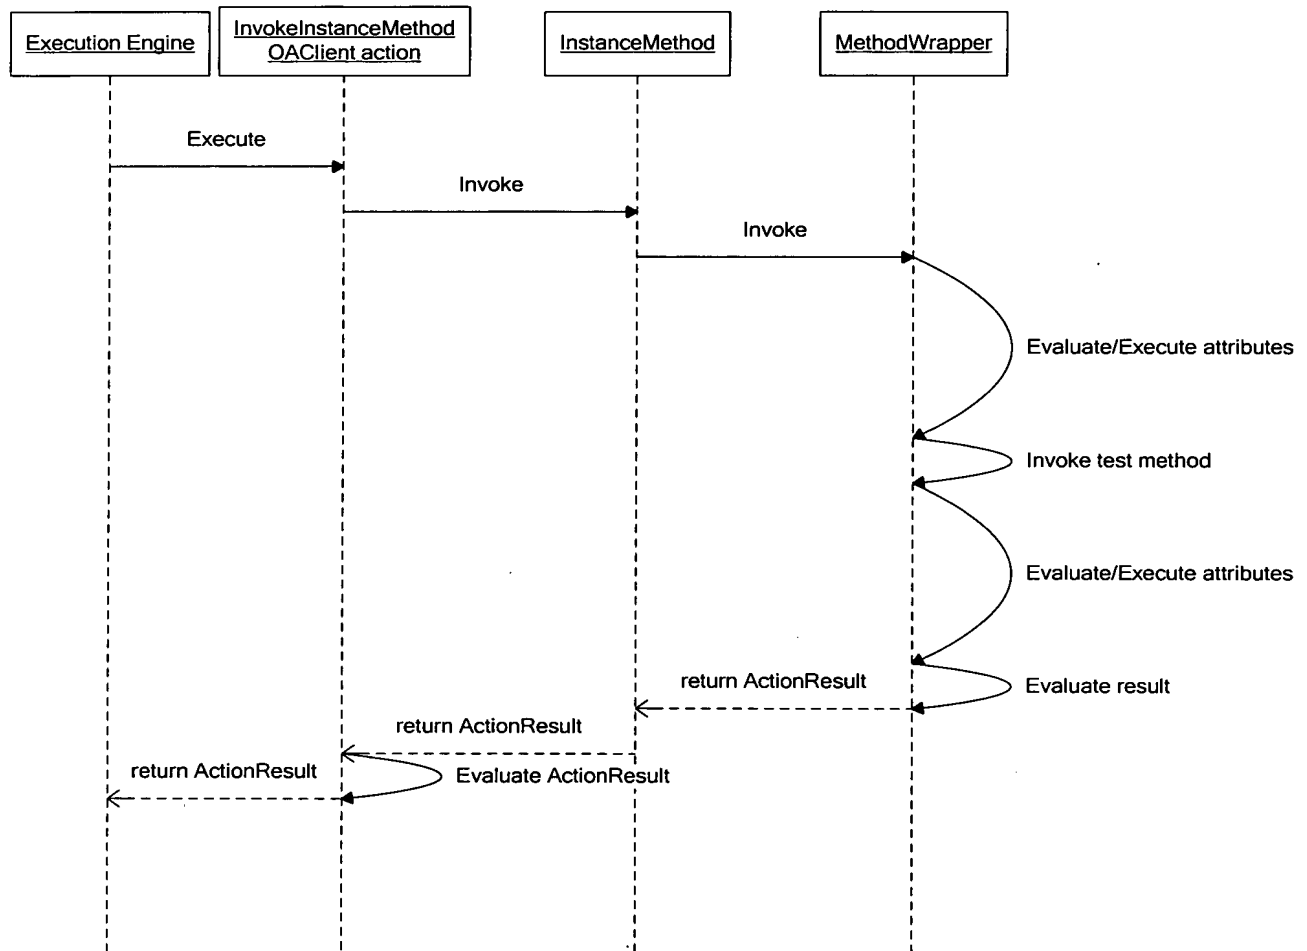 Execution Engine
InvokeInstanceMethod
OAClient action
InstanceMethod
MethodWrapper
Execute
Invoke
Invoke
Evaluate/Execute attributes
Invoke test method
Evaluate/Execute attributes
Evaluate result
return ActionResult
return ActionResult
Evaluate ActionResult
return ActionResult